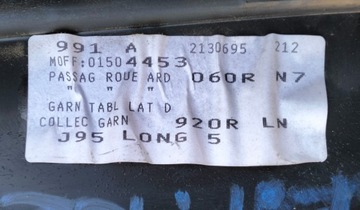 991 A 2130695 212
MOFF:01504453
PASSAG ROUE ARD 060R N7
" " "
GARN TABL LAT D
COLLEC GARN 920R LN
J95 LONG 5